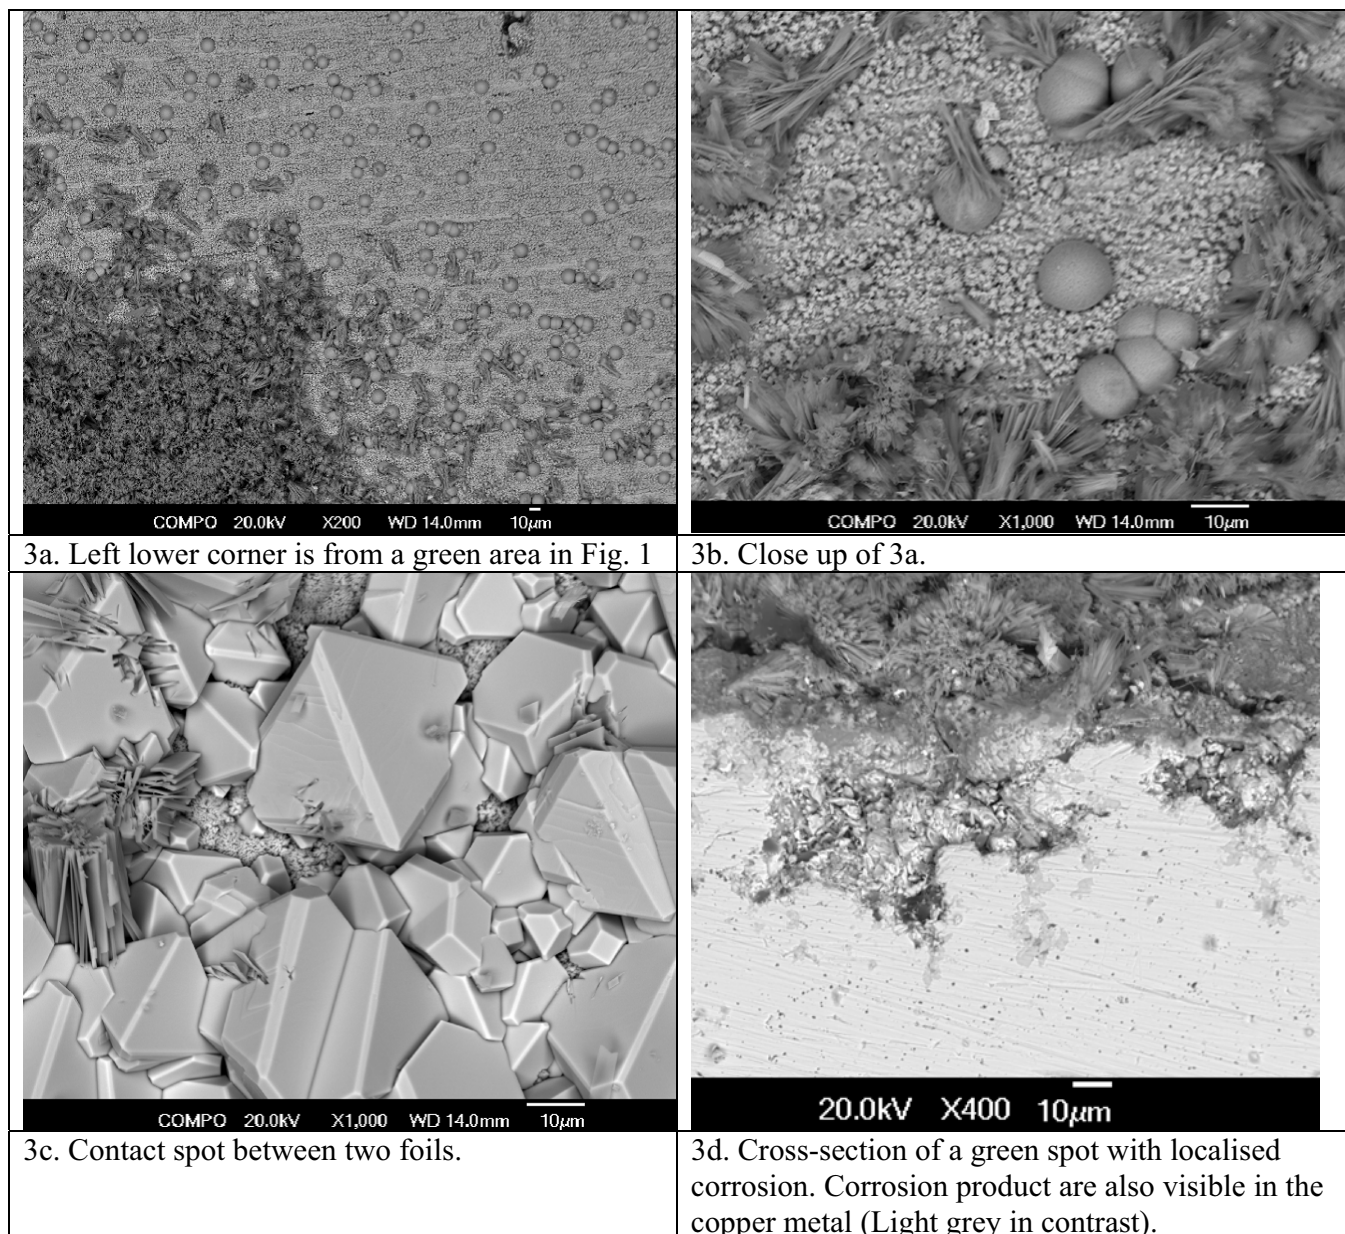 COMPO 20.0kV X200 WD 14.0mm 10µm
COMPO 20.0kV X1,000 WD 14.0mm 10µm
3a. Left lower corner is from a green area in Fig. 1
3b. Close up of 3a.
COMPO 20.0kV X1,000 WD 14.0mm 10µm
20.0kV X400 10µm
3c. Contact spot between two foils.
3d. Cross-section of a green spot with localised
corrosion. Corrosion product are also visible in the
copper metal (Light grey in contrast).